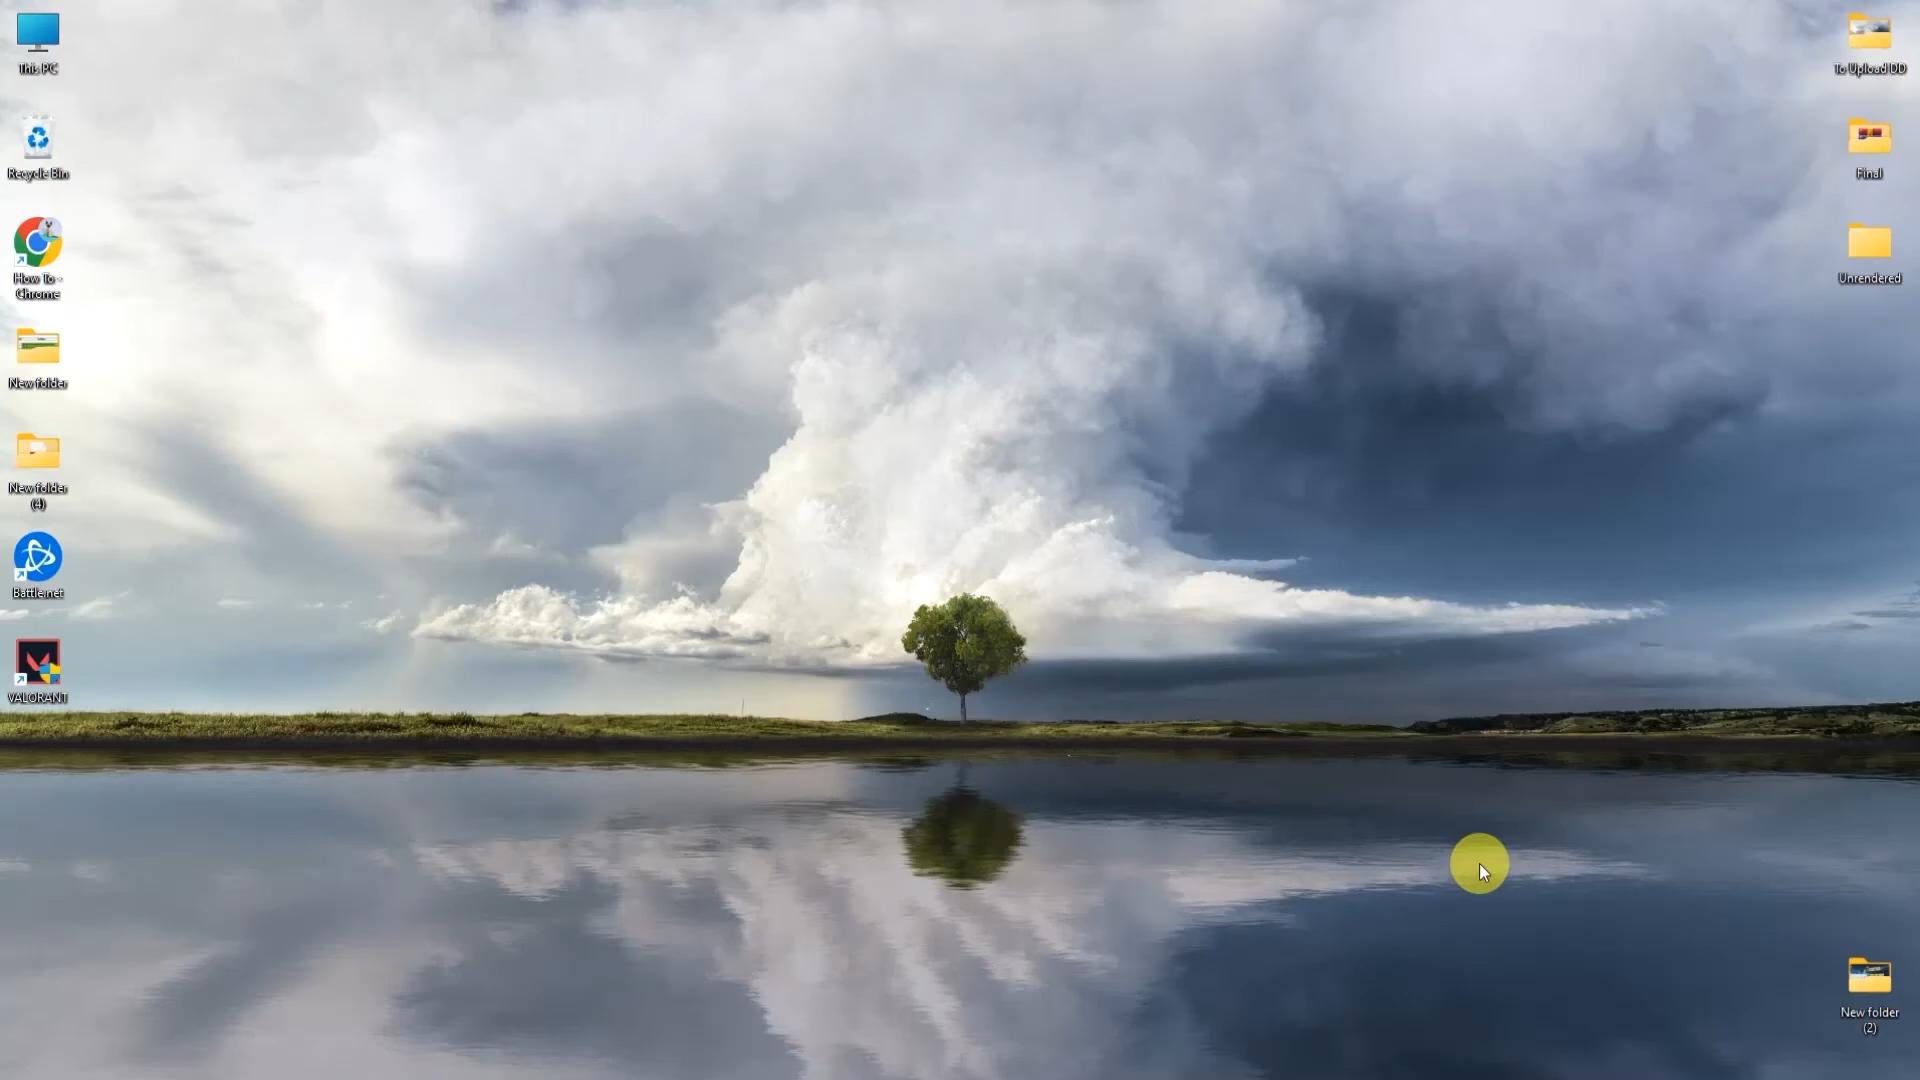 This PC
Recycle Bin
How To -
Chrome
New folder
New folder
(4)
Battle.net
VALORANT
To Upload DD
Final
Unrendered
New folder
(2)